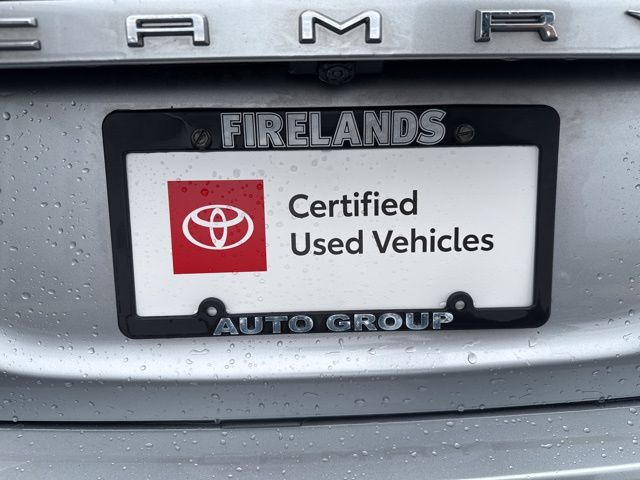 CAMRY
FIRELANDS
Certified
Used Vehicles
AUTO GROUP